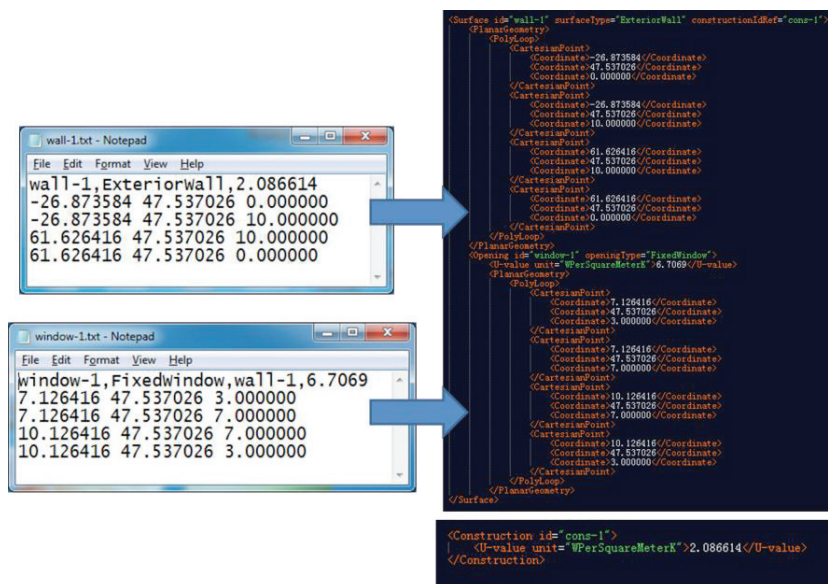 wall-1.txt - Notepad
File Edit Format View Help
wall-1,ExteriorWall,2.086614
-26.873584 47.537026 0.000000
-26.873584 47.537026 10.000000
61.626416 47.537026 10.000000
61.626416 47.537026 0.000000
window-1.txt - Notepad
File Edit Format View Help
window-1,FixedWindow,wall-1,6.7069
7.126416 47.537026 3.000000
7.126416 47.537026 7.000000
10.126416 47.537026 7.000000
10.126416 47.537026 3.000000
<Surface id="wall-1" surfaceType="ExteriorWall" constructionIdRef="cons-1">
<PlanarGeometry>
<PolyLoop>
<CartesianPoint>
<Coordinate>-26.873584</Coordinate>
<Coordinate>47.537026</Coordinate>
<Coordinate>0.000000</Coordinate>
</CartesianPoint>
<CartesianPoint>
<Coordinate>-26.873584</Coordinate>
<Coordinate>47.537026</Coordinate>
<Coordinate>10.000000</Coordinate>
</CartesianPoint>
<CartesianPoint>
<Coordinate>61.626416</Coordinate>
<Coordinate>47.537026</Coordinate>
<Coordinate>10.000000</Coordinate>
</CartesianPoint>
<CartesianPoint>
<Coordinate>61.626416</Coordinate>
<Coordinate>47.537026</Coordinate>
<Coordinate>0.000000</Coordinate>
</CartesianPoint>
</PolyLoop>
</PlanarGeometry>
<Opening id="window-1" openingType="FixedWindow">
<U-value unit="WPerSquareMeterK">6.7069</U-value>
<PlanarGeometry>
<PolyLoop>
<CartesianPoint>
<Coordinate>7.126416</Coordinate>
<Coordinate>47.537026</Coordinate>
<Coordinate>3.000000</Coordinate>
</CartesianPoint>
<CartesianPoint>
<Coordinate>7.126416</Coordinate>
<Coordinate>47.537026</Coordinate>
<Coordinate>7.000000</Coordinate>
</CartesianPoint>
<CartesianPoint>
<Coordinate>10.126416</Coordinate>
<Coordinate>47.537026</Coordinate>
<Coordinate>7.000000</Coordinate>
</CartesianPoint>
<CartesianPoint>
<Coordinate>10.126416</Coordinate>
<Coordinate>47.537026</Coordinate>
<Coordinate>3.000000</Coordinate>
</CartesianPoint>
</PolyLoop>
</PlanarGeometry>
</Surface>
<Construction id="cons-1">
<U-value unit="WPerSquareMeterK">2.086614</U-value>
</Construction>